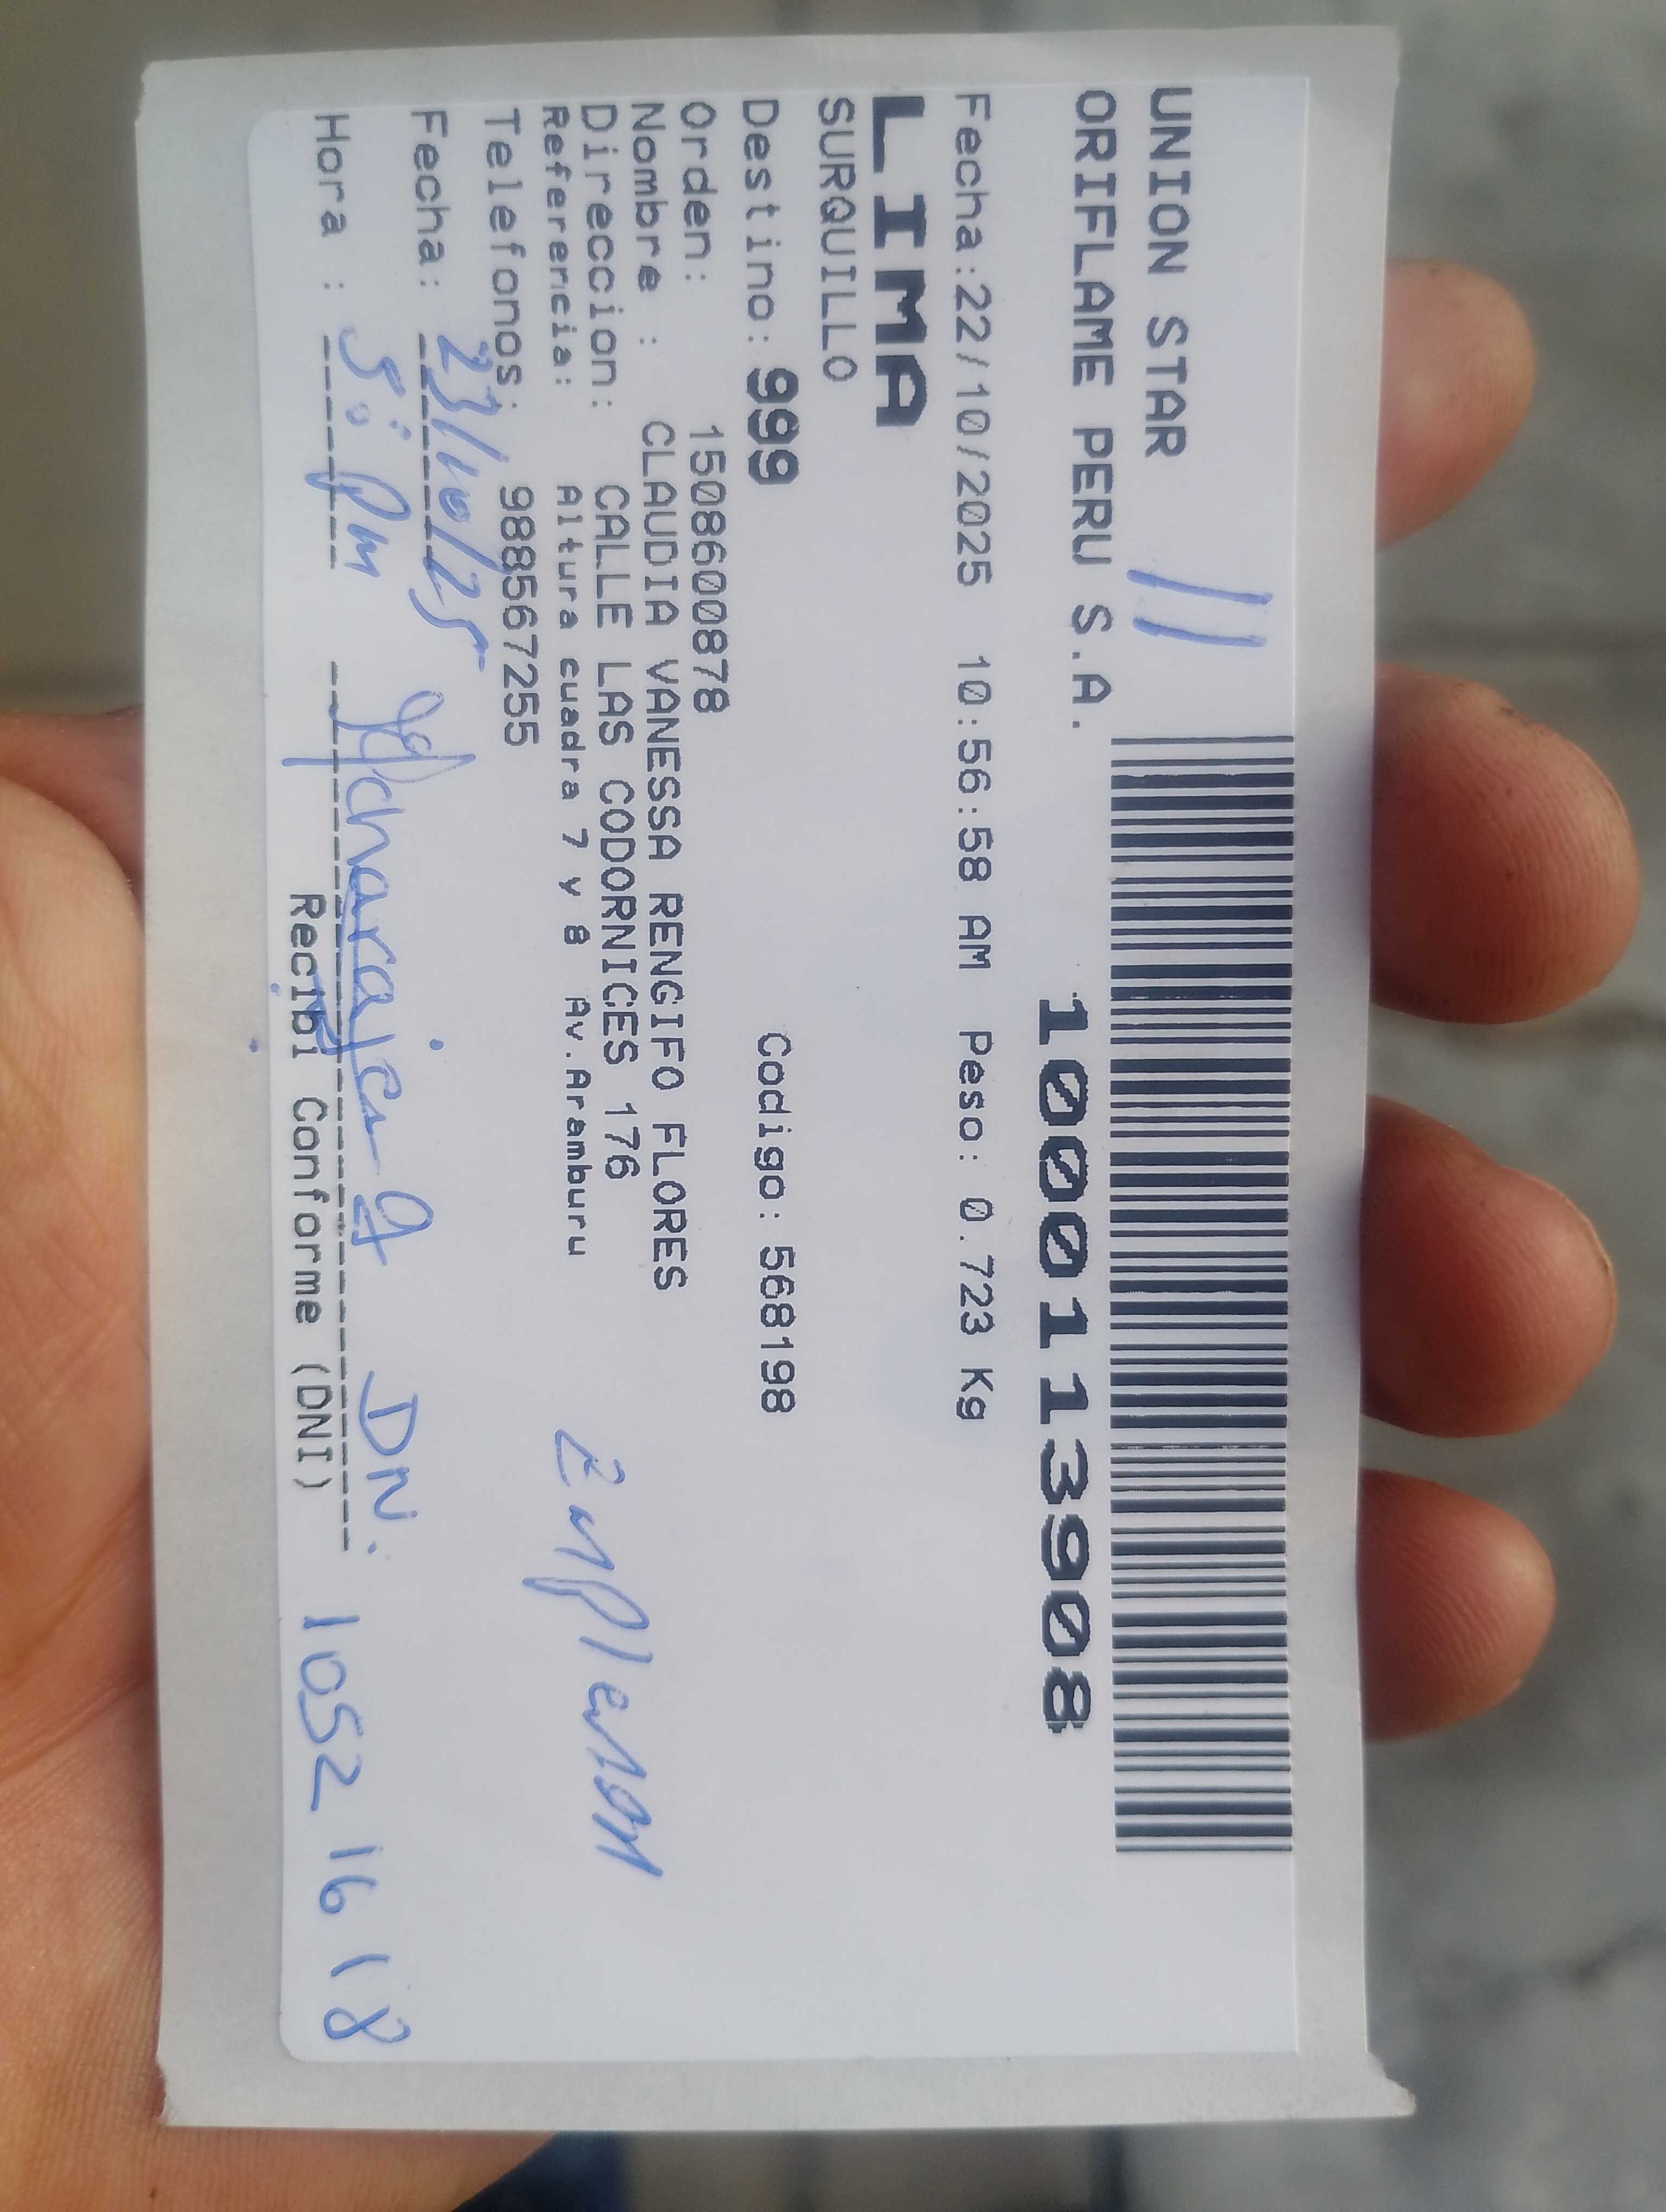 UNION STAR
ORIFLAME PERU S.A.
10001113908
Fecha:22/10/2025 10:56:58 AM Peso: 0.723 Kg
LIMA
SURQUILLO
Destino: 999 Codigo: 568198
Orden: 1508600878
Nombre : CLAUDIA VANESSA RENGIFO FLORES
Direccion: CALLE LAS CODORNICES 176
Referencia: Altura cuadra 7 y 8 Av.Aramburu
Telefonos: 988567255
Fecha: 23/10/25
Hora : 5:: PM DN: 10521618
Recibi Conforme (DNI)